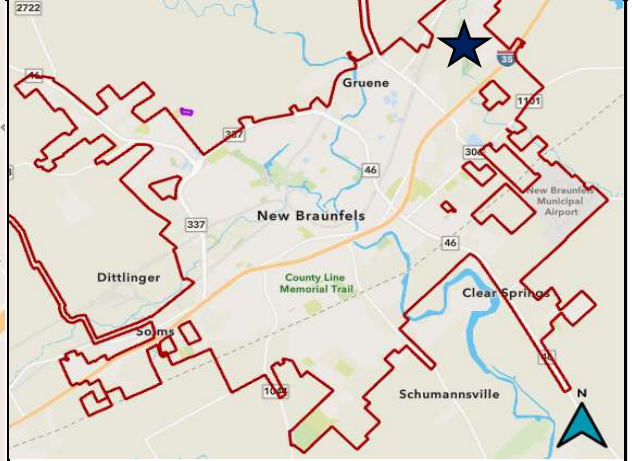 2722
46
35
Gruene
1101
337
306
46
New Braunfels
Municipal
Airport
337
New Braunfels
46
Dittlinger
County Line
Memorial Trail
Clear Springs
Solms
46
1044
Schumannsville
N